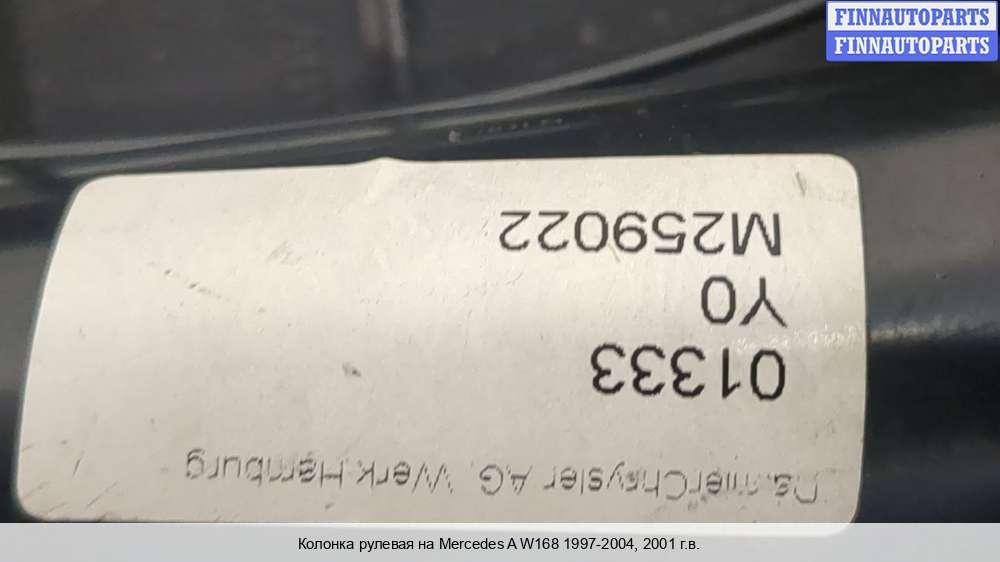 FINNAUTOPARTS
FINNAUTOPARTS
DaimlerChrysler AG, Werk Hamburg
01333
Y0
M259022
Колонка рулевая на Mercedes A W168 1997-2004, 2001 г.в.